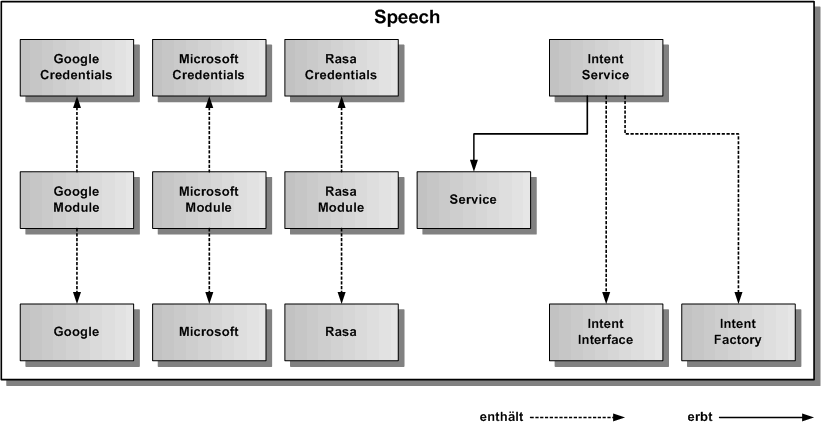 Speech
Google
Credentials
Microsoft
Credentials
Rasa
Credentials
Intent
Service
Google
Module
Microsoft
Module
Rasa
Module
Service
Google
Microsoft
Rasa
Intent
Interface
Intent
Factory
enthält
erbt